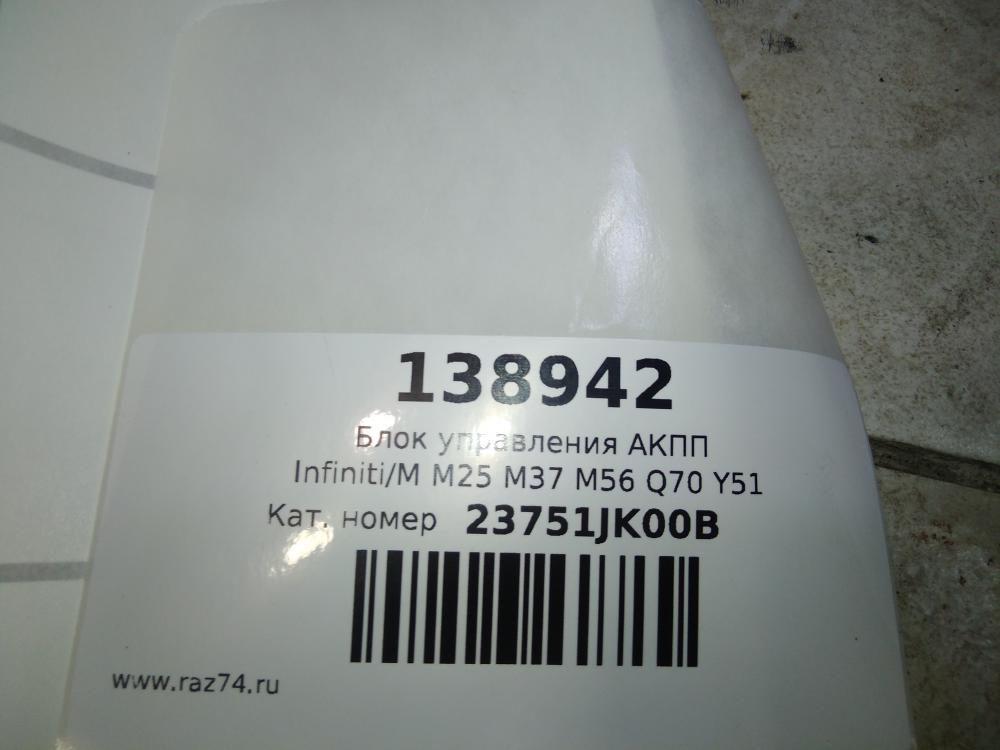 138942
Блок управления АКПП
Infiniti/M M25 M37 M56 Q70 Y51
Кат. номер 23751JK00B
www.raz74.ru